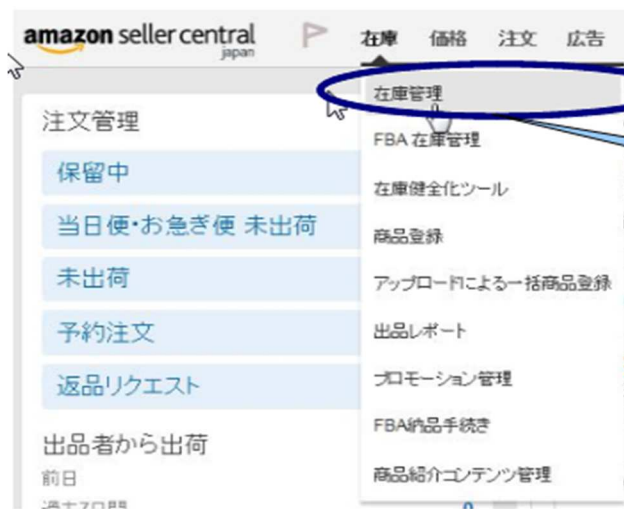 amazon seller central
japan
在庫 価格 注文 広告
在庫管理
FBA 在庫管理
在庫健全化ツール
商品登録
アップロードによる一括商品登録
出品レポート
プロモーション管理
FBA納品手続き
商品紹介コンテンツ管理
注文管理
保留中
当日便・お急ぎ便 未出荷
未出荷
予約注文
返品リクエスト
出品者から出荷
前日